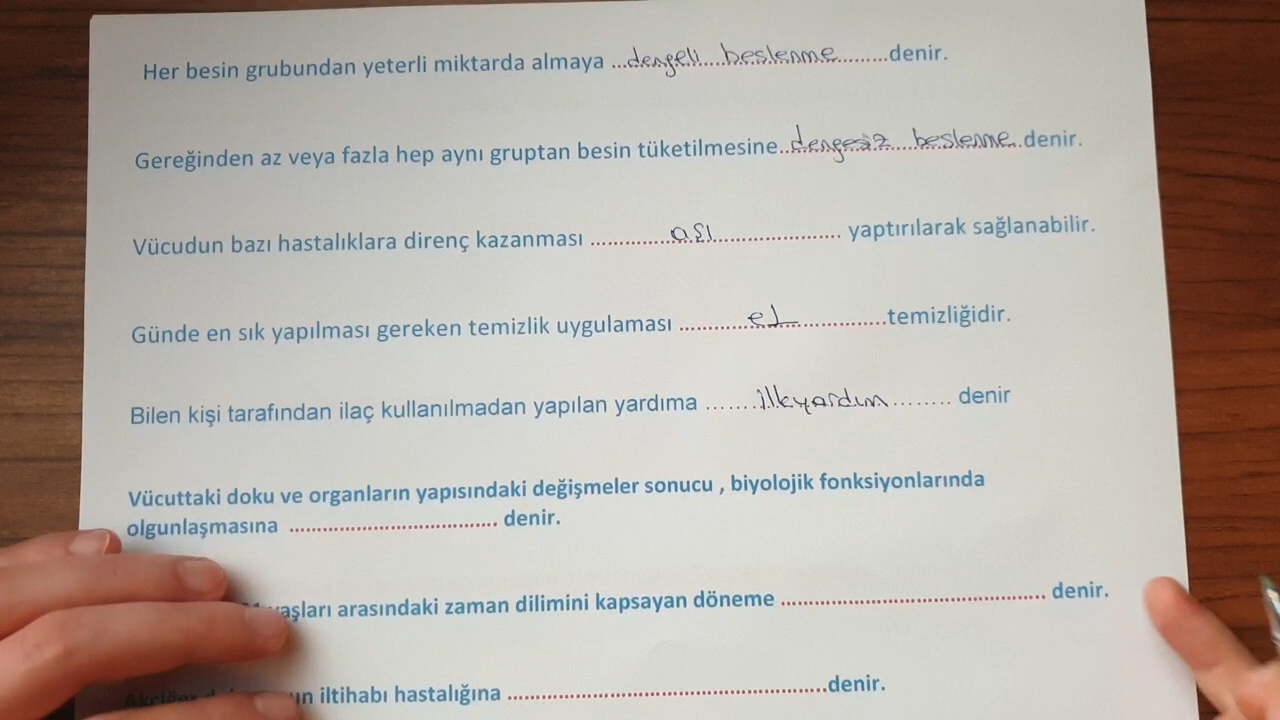 Her besin grubundan yeterli miktarda almaya ...dengeli beslenme...denir.
Gereğinden az veya fazla hep aynı gruptan besin tüketilmesine..dengesiz beslenme..denir.
Vücudun bazı hastalıklara direnç kazanması ......aşı...... yaptırılarak sağlanabilir.
Günde en sık yapılması gereken temizlik uygulaması ......el......temizliğidir.
Bilen kişi tarafından ilaç kullanılmadan yapılan yardıma ......ilkyardım...... denir
Vücuttaki doku ve organların yapısındaki değişmeler sonucu , biyolojik fonksiyonlarında
olgunlaşmasına .................................... denir.
yaşları arasındaki zaman dilimini kapsayan döneme ............................................. denir.
iltihabı hastalığına ......................................................denir.